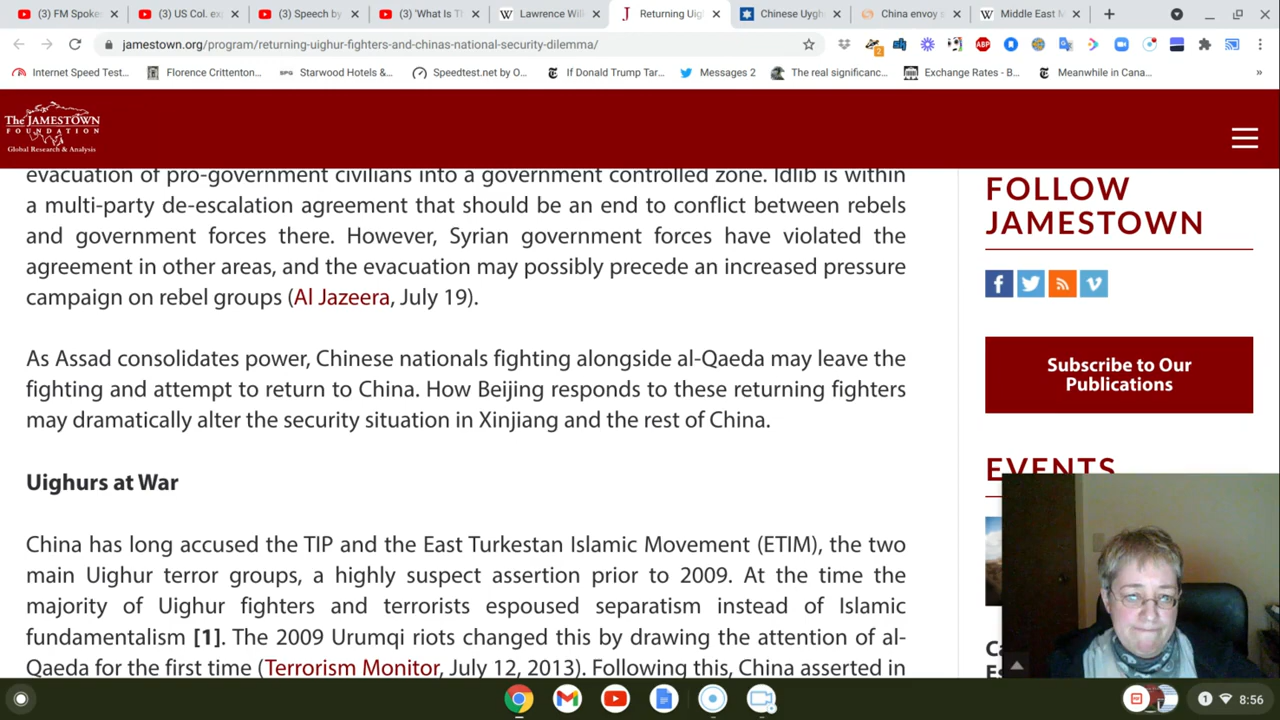 (3) FM Spoke
(3) US Col. ex
(3) Speech by
(3) 'What Is T
Lawrence Wil
Returning Uig
Chinese Uygh
China envoy s
Middle East M
jamestown.org/program/returning-uighur-fighters-and-chinas-national-security-dilemma/
Internet Speed Test...
Florence Crittenton...
SPG Starwood Hotels &...
Speedtest.net by O...
If Donald Trump Tar...
Messages 2
The real significanc...
Exchange Rates - B...
Meanwhile in Cana...
»
The JAMESTOWN
FOUNDATION
Global Research & Analysis
evacuation of pro-government civilians into a government controlled zone. Idlib is within
a multi-party de-escalation agreement that should be an end to conflict between rebels
and government forces there. However, Syrian government forces have violated the
agreement in other areas, and the evacuation may possibly precede an increased pressure
campaign on rebel groups (Al Jazeera, July 19).
As Assad consolidates power, Chinese nationals fighting alongside al-Qaeda may leave the
fighting and attempt to return to China. How Beijing responds to these returning fighters
may dramatically alter the security situation in Xinjiang and the rest of China.
Uighurs at War
China has long accused the TIP and the East Turkestan Islamic Movement (ETIM), the two
main Uighur terror groups, a highly suspect assertion prior to 2009. At the time the
majority of Uighur fighters and terrorists espoused separatism instead of Islamic
fundamentalism [1]. The 2009 Urumqi riots changed this by drawing the attention of al-
Qaeda for the first time (Terrorism Monitor, July 12, 2013). Following this, China asserted in
FOLLOW
JAMESTOWN
Subscribe to Our
Publications
EVENTS
1
8:56